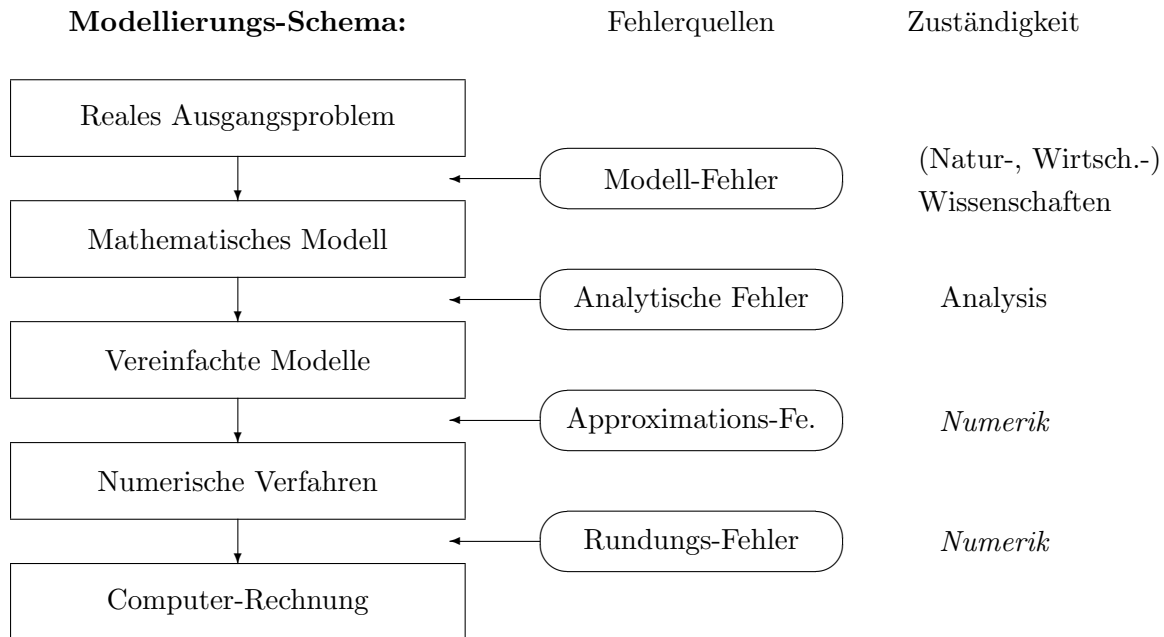 Modellierungs-Schema: Fehlerquellen Zuständigkeit
Reales Ausgangsproblem
(Natur-, Wirtsch.-)
Modell-Fehler
Wissenschaften
Mathematisches Modell
Analytische Fehler Analysis
Vereinfachte Modelle
Approximations-Fe. Numerik
Numerische Verfahren
Rundungs-Fehler Numerik
Computer-Rechnung